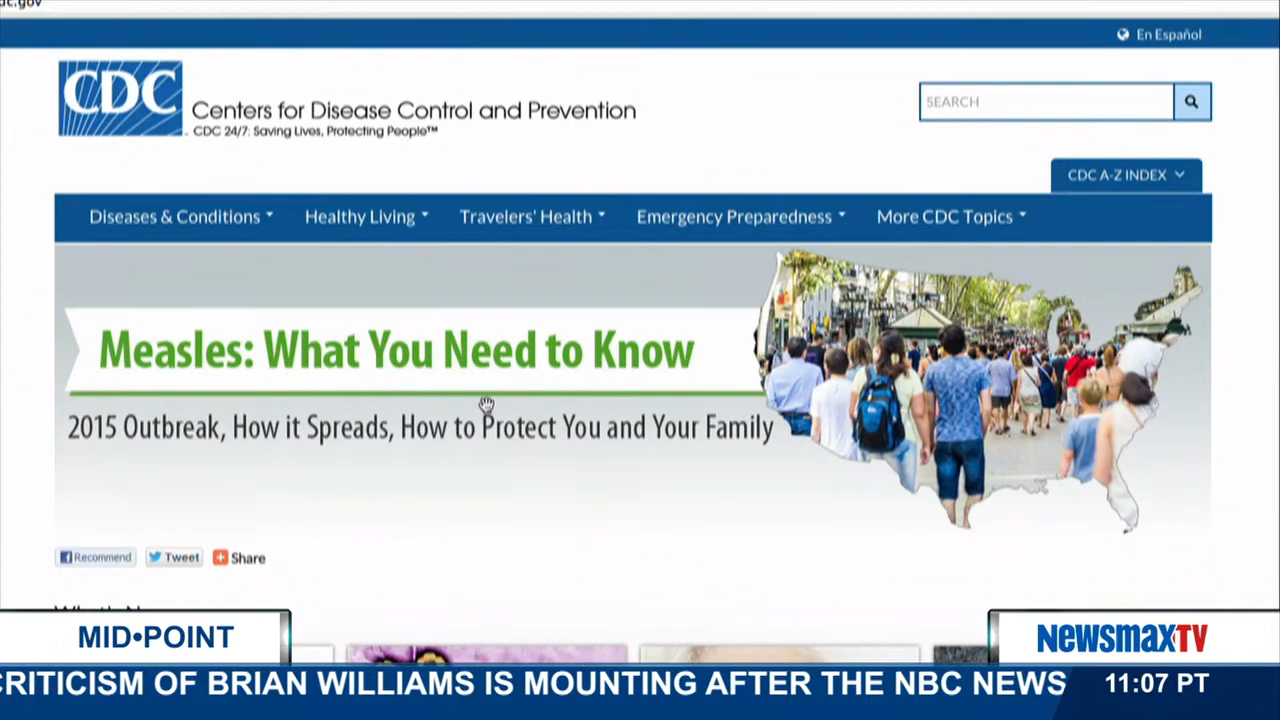 dc.gov
En Español
CDC
Centers for Disease Control and Prevention
CDC 24/7: Saving Lives, Protecting People™
SEARCH
CDC A-Z INDEX
Diseases & Conditions Healthy Living Travelers' Health Emergency Preparedness More CDC Topics
Measles: What You Need to Know
2015 Outbreak, How it Spreads, How to Protect You and Your Family
Recommend Tweet Share
MID•POINT
NEWSMAXTV
CRITICISM OF BRIAN WILLIAMS IS MOUNTING AFTER THE NBC NEWS
11:07 PT